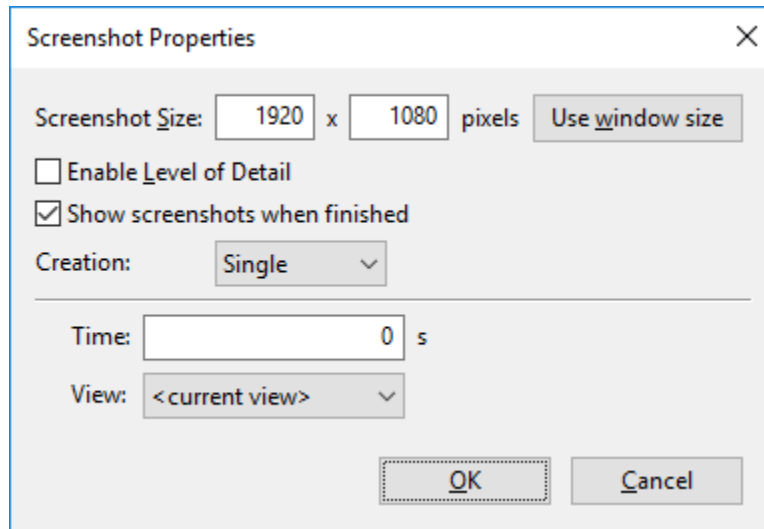 Screenshot Properties
Screenshot Size: 1920 x 1080 pixels Use window size
Enable Level of Detail
Show screenshots when finished
Creation: Single
Time: 0 s
View: <current view>
OK Cancel